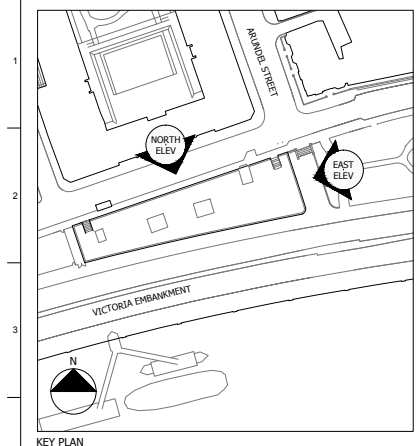 1
2
3
ARUNDEL STREET
NORTH
ELEV
EAST
ELEV
VICTORIA EMBANKMENT
N
KEY PLAN